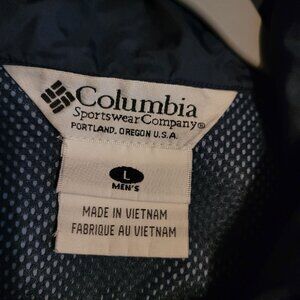 Columbia
Sportswear Company®
PORTLAND, OREGON U.S.A.
L
MEN'S
MADE IN VIETNAM
FABRIQUE AU VIETNAM